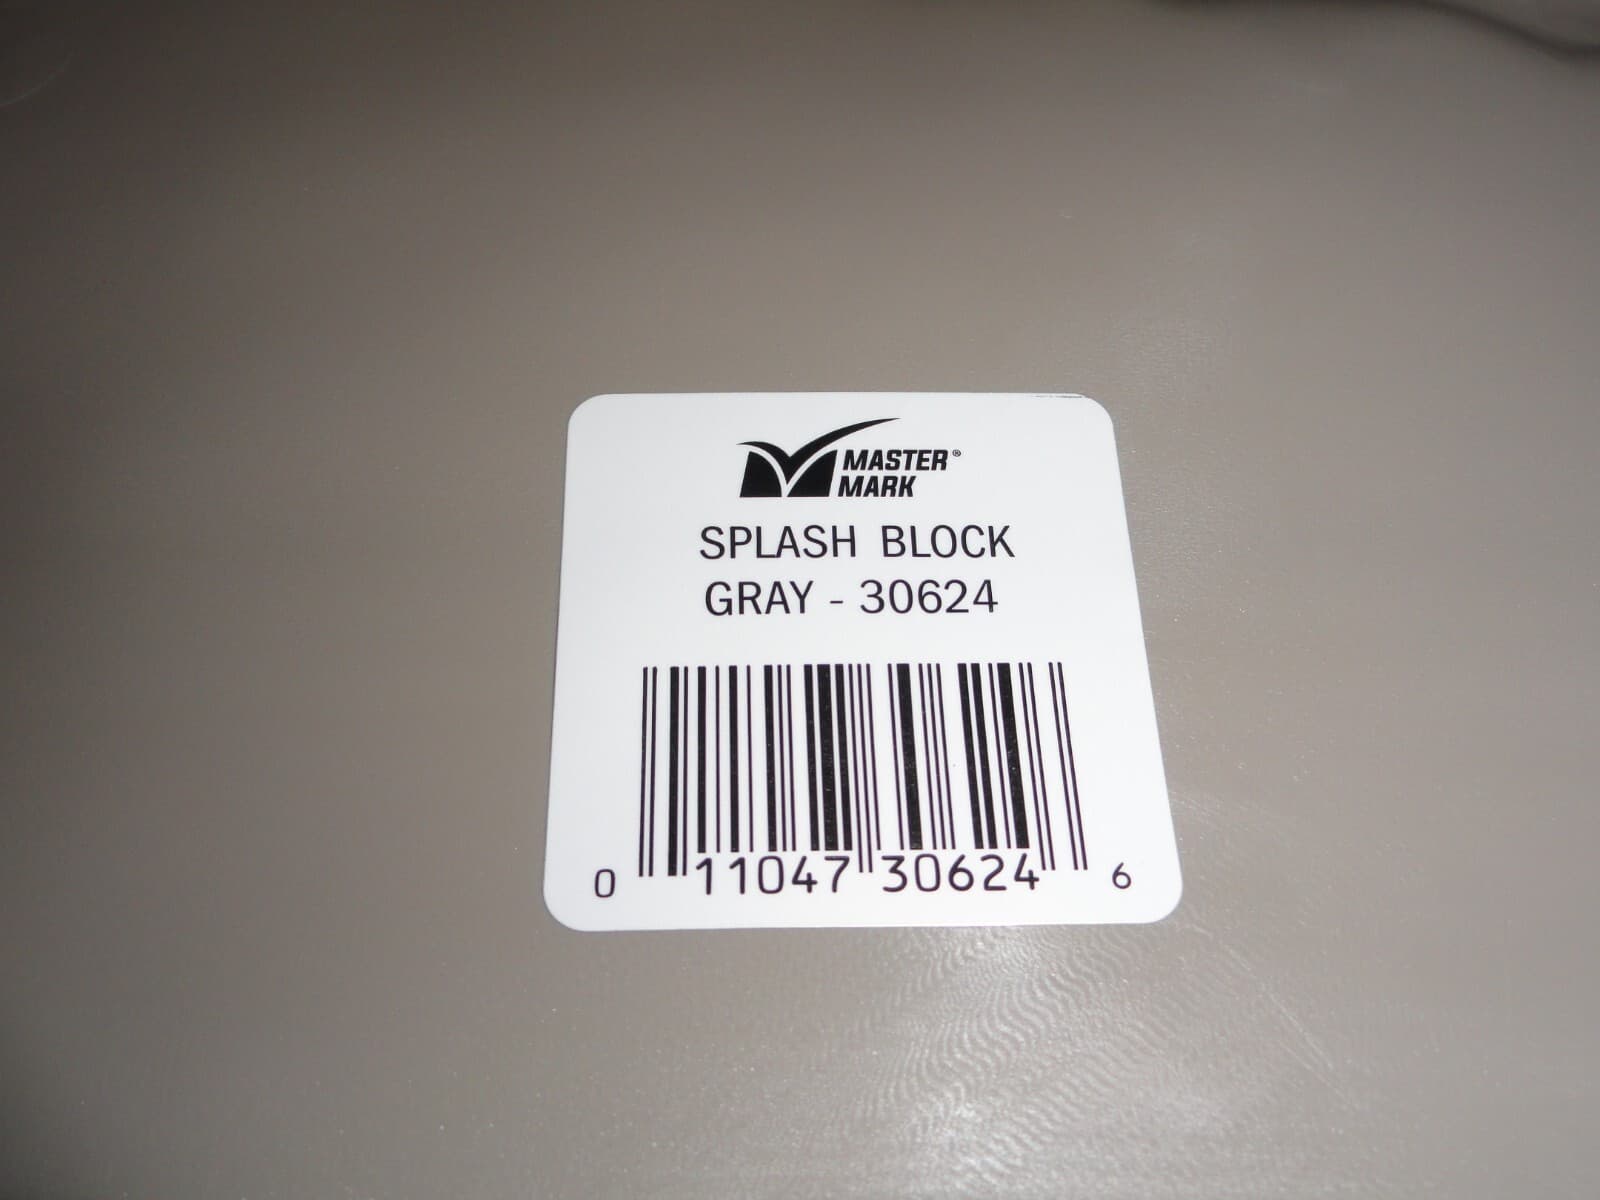 MASTER®
MARK
SPLASH BLOCK
GRAY - 30624
0 11047 30624 6